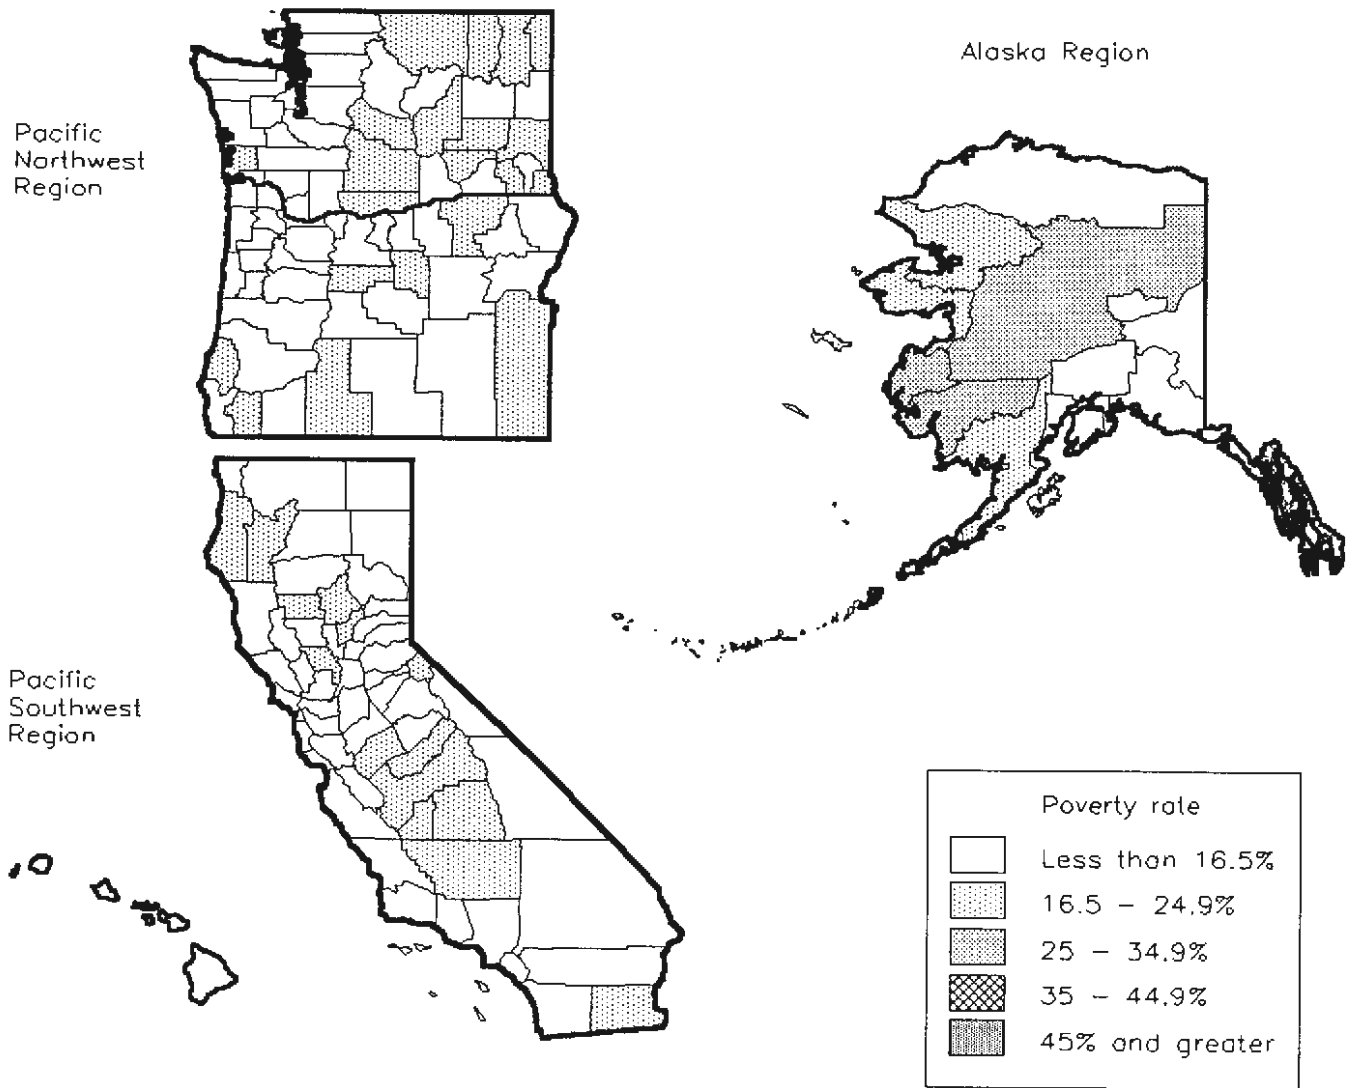 Alaska Region
Pacific
Northwest
Region
Pacific
Southwest
Region
Poverty rate
Less than 16.5%
16.5 – 24.9%
25 – 34.9%
35 – 44.9%
45% and greater